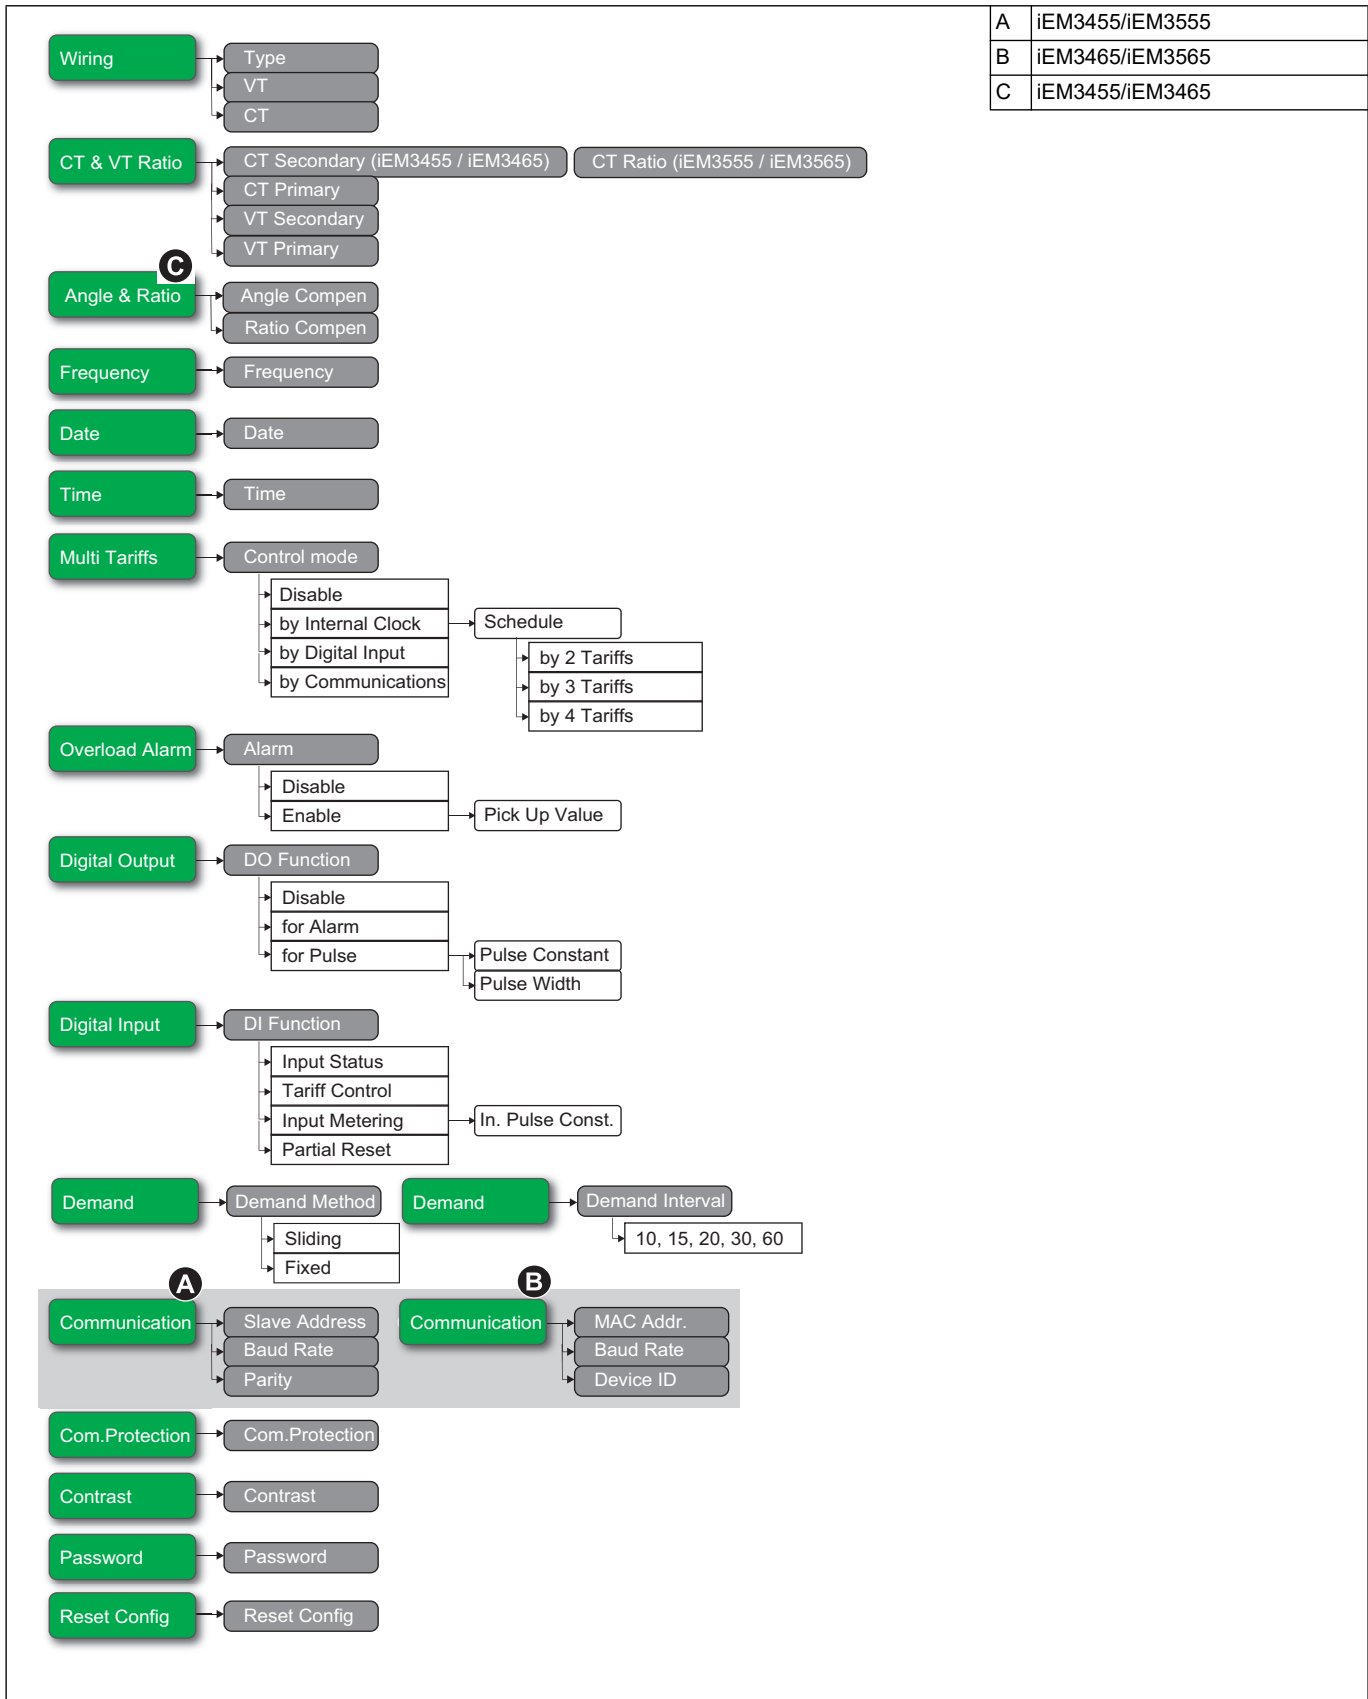 A iEM3455/iEM3555
B iEM3465/iEM3565
C iEM3455/iEM3465
Wiring
Type
VT
CT
CT & VT Ratio
CT Secondary (iEM3455 / iEM3465)
CT Ratio (iEM3555 / iEM3565)
CT Primary
VT Secondary
VT Primary
C
Angle & Ratio
Angle Compen
Ratio Compen
Frequency
Frequency
Date
Date
Time
Time
Multi Tariffs
Control mode
Disable
by Internal Clock
Schedule
by Digital Input
by 2 Tariffs
by Communications
by 3 Tariffs
by 4 Tariffs
Overload Alarm
Alarm
Disable
Enable
Pick Up Value
Digital Output
DO Function
Disable
for Alarm
for Pulse
Pulse Constant
Pulse Width
Digital Input
DI Function
Input Status
Tariff Control
Input Metering
In. Pulse Const.
Partial Reset
Demand
Demand Method
Sliding
Fixed
Demand
Demand Interval
10, 15, 20, 30, 60
A
Communication
Slave Address
Baud Rate
Parity
B
Communication
MAC Addr.
Baud Rate
Device ID
Com.Protection
Com.Protection
Contrast
Contrast
Password
Password
Reset Config
Reset Config